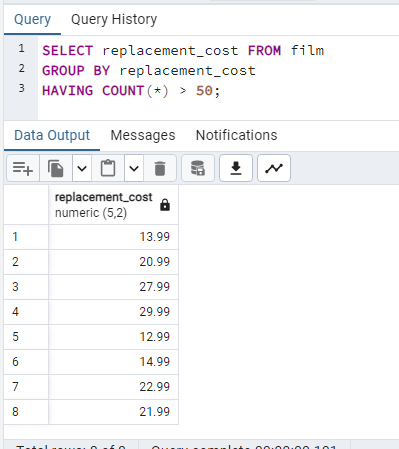 Query Query History
1 SELECT replacement_cost FROM film
2 GROUP BY replacement_cost
3 HAVING COUNT(*) > 50;
Data Output Messages Notifications
replacement_cost
numeric (5,2)
1 13.99
2 20.99
3 27.99
4 29.99
5 12.99
6 14.99
7 22.99
8 21.99